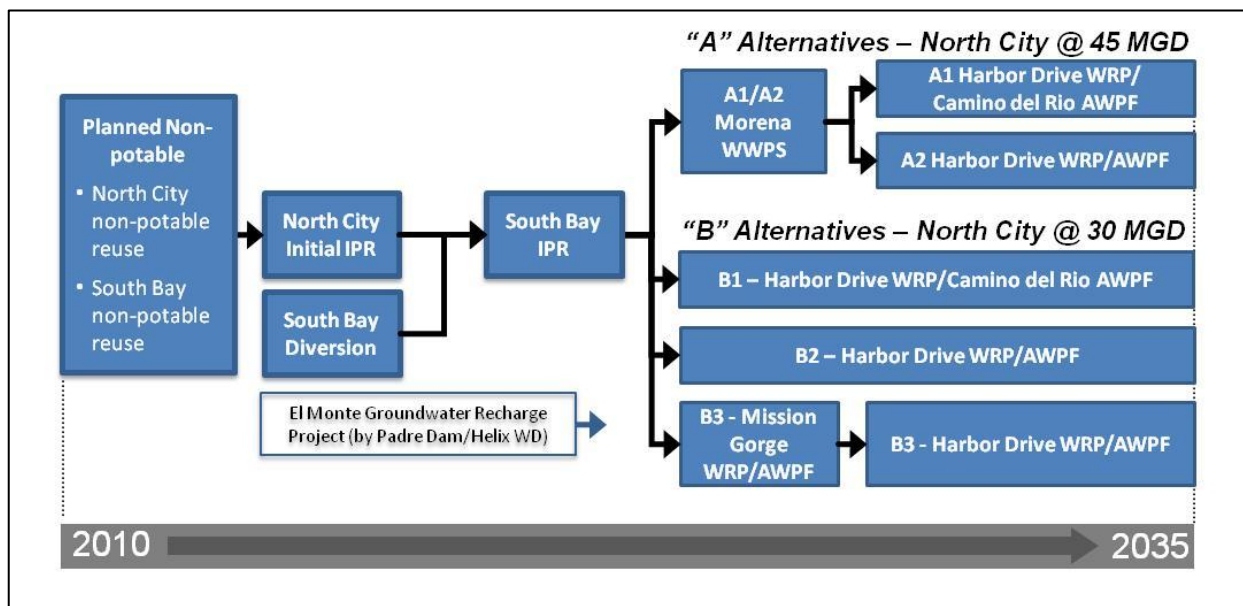 "A" Alternatives – North City @ 45 MGD
Planned Non-
potable
▪ North City
non-potable
reuse
▪ South Bay
non-potable
reuse
North City
Initial IPR
South Bay
Diversion
El Monte Groundwater Recharge
Project (by Padre Dam/Helix WD)
South Bay
IPR
A1/A2
Morena
WWPS
A1 Harbor Drive WRP/
Camino del Rio AWPF
A2 Harbor Drive WRP/AWPF
"B" Alternatives – North City @ 30 MGD
B1 – Harbor Drive WRP/Camino del Rio AWPF
B2 – Harbor Drive WRP/AWPF
B3 - Mission
Gorge
WRP/AWPF
B3 - Harbor Drive WRP/AWPF
2010
2035